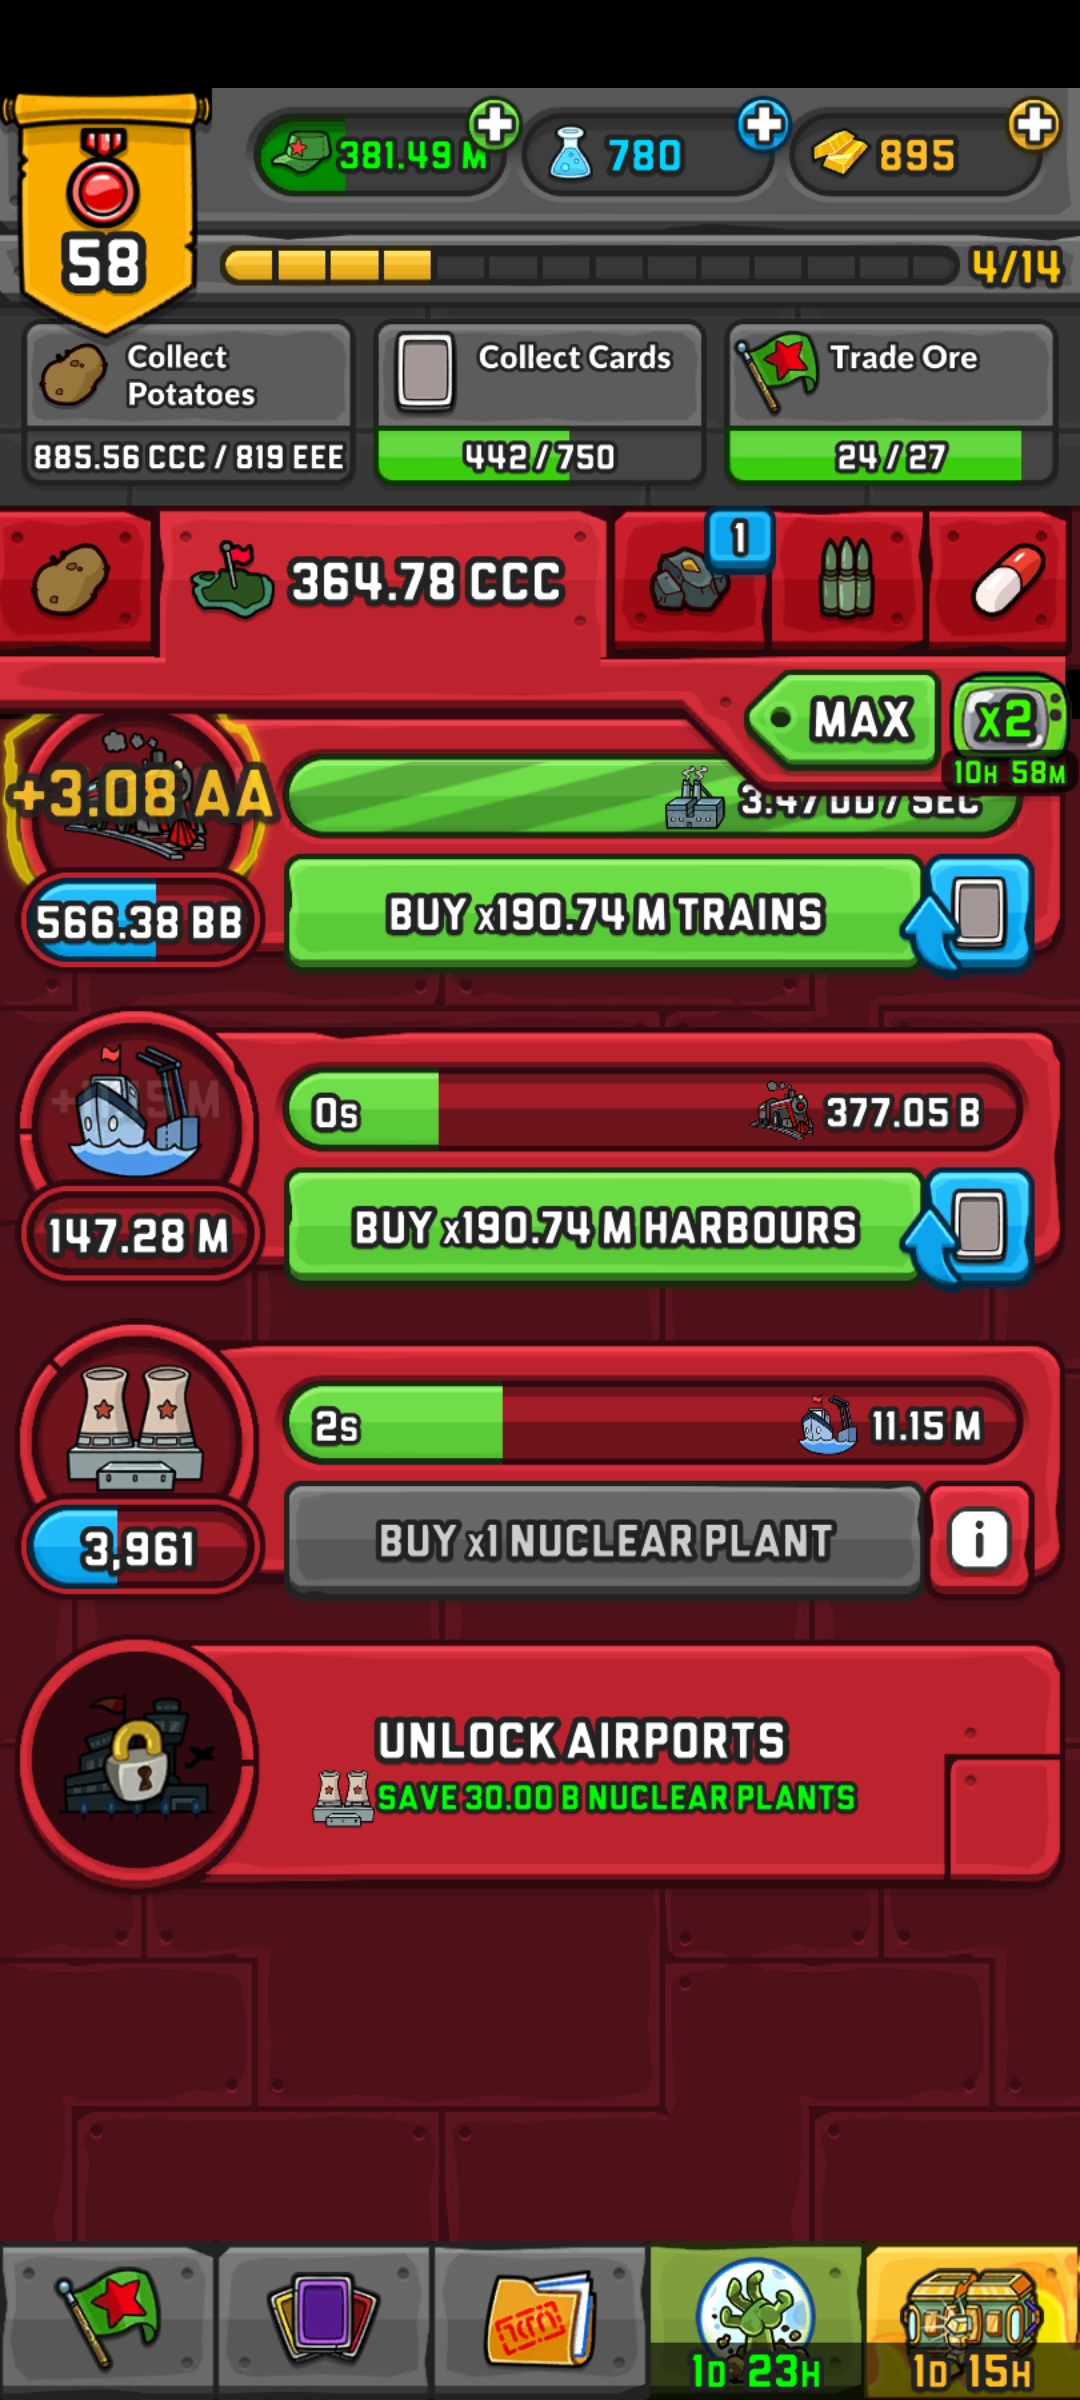 381.49 M
780
895
58
4/14
Collect
Potatoes
885.56 CCC / 819 EEE
Collect Cards
442/750
Trade Ore
24/27
364.78 CCC
1
MAX
x2
10H 58M
+3.08 AA
/ SEC
566.38 BB
BUY x190.74 M TRAINS
0s
377.05 B
147.28 M
BUY x190.74 M HARBOURS
2s
11.15 M
3,961
BUY x1 NUCLEAR PLANT
i
UNLOCK AIRPORTS
SAVE 30.00 B NUCLEAR PLANTS
1D 23H
1D 15H